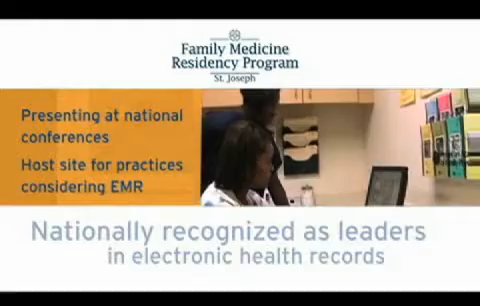 Family Medicine
Residency Program
St. Joseph
Presenting at national
conferences
Host site for practices
considering EMR
Nationally recognized as leaders
in electronic health records